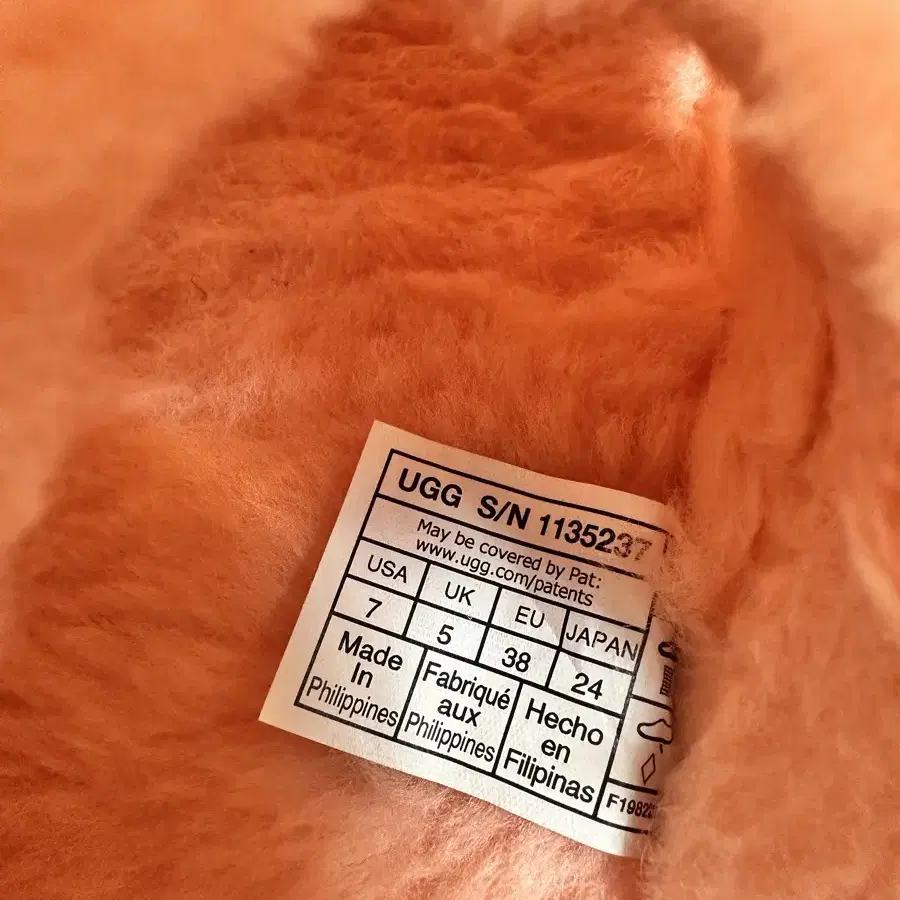 UGG S/N 1135237
May be covered by Pat:
www.ugg.com/patents
USA UK EU JAPAN
7 5 38 24
Made In Philippines
Fabriqué aux Philippines
Hecho en Filipinas